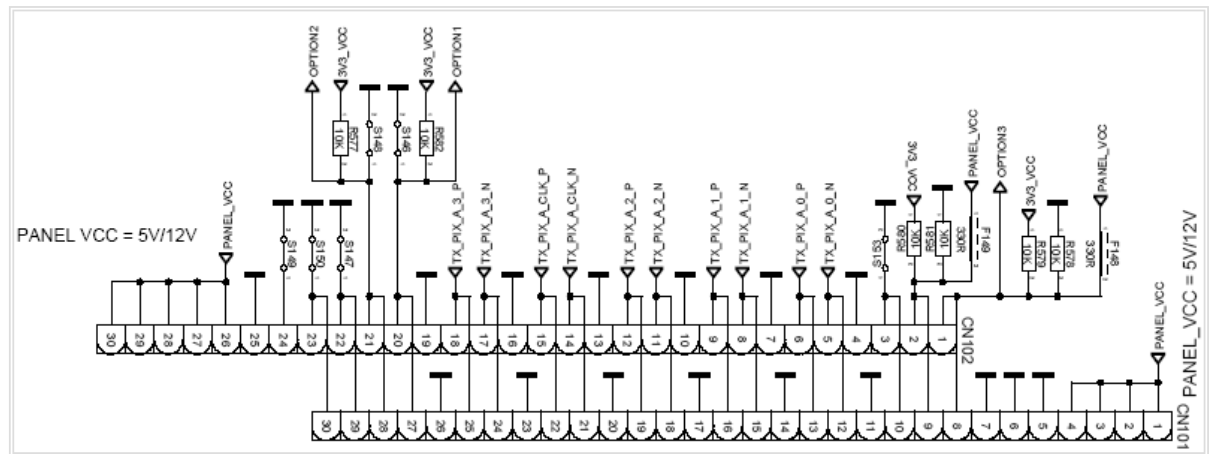 OPTION2
3V3_VCC
3V3_VCC
OPTION1
R577
10K
S148
S146
R582
10K
PANEL VCC = 5V/12V
PANEL_VCC
S149
S150
S147
TX_PIX_A_3_P
TX_PIX_A_3_N
TX_PIX_A_CLK_P
TX_PIX_A_CLK_N
TX_PIX_A_2_P
TX_PIX_A_2_N
TX_PIX_A_1_P
TX_PIX_A_1_N
TX_PIX_A_0_P
TX_PIX_A_0_N
S153
3V3_VCC
R580
10K
R581
10K
PANEL_VCC
F149
330R
OPTION3
3V3_VCC
R579
10K
R578
10K
PANEL_VCC
F148
330R
30 29 28 27 26 25 24 23 22 21 20 19 18 17 16 15 14 13 12 11 10 9 8 7 6 5 4 3 2 1
CN102
PANEL_VCC
PANEL_VCC = 5V/12V
30 29 28 27 26 25 24 23 22 21 20 19 18 17 16 15 14 13 12 11 10 9 8 7 6 5 4 3 2 1
CN101